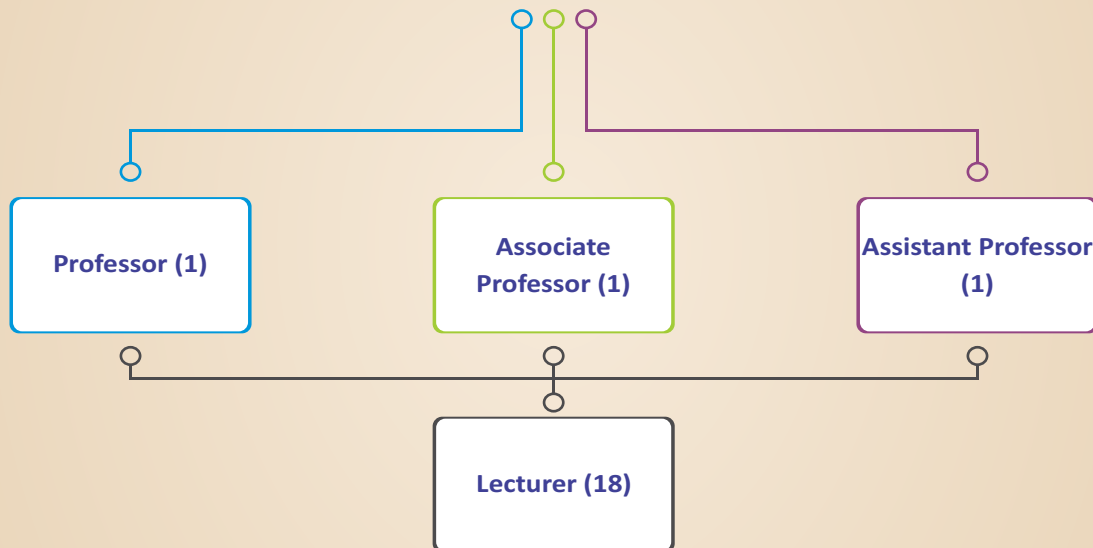 Professor (1)
Associate
Professor (1)
Assistant Professor
(1)
Lecturer (18)